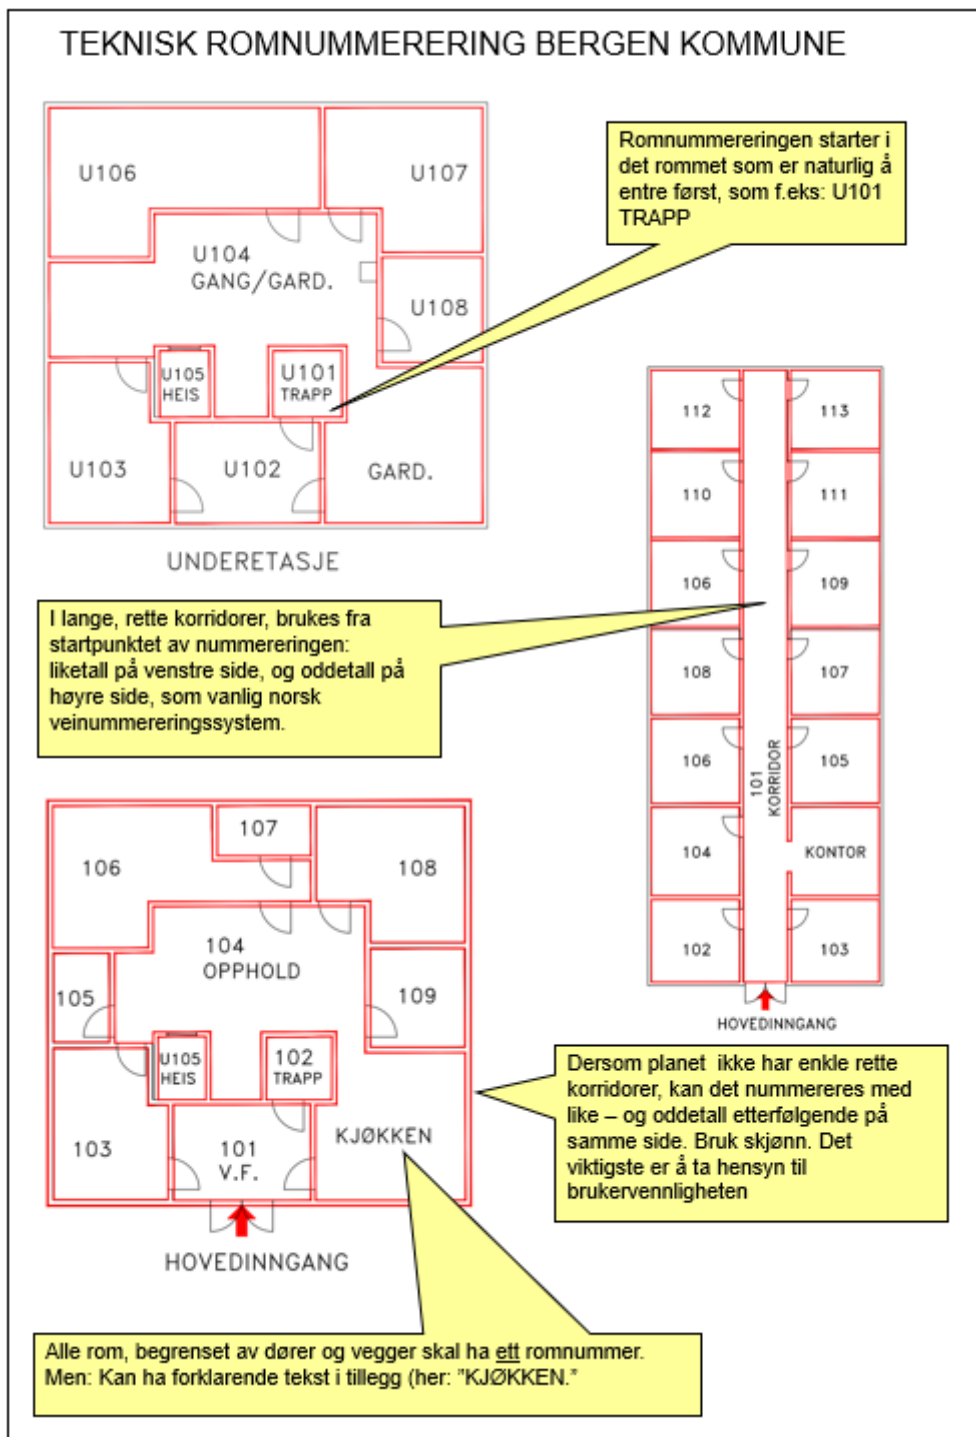 TEKNISK ROMNUMMERERING BERGEN KOMMUNE
U106
U107
U104
GANG/GARD.
U108
U105
HEIS
U101
TRAPP
U103
U102
GARD.
UNDERETASJE
Romnummereringen starter i
det rommet som er naturlig å
entre først, som f.eks: U101
TRAPP
I lange, rette korridorer, brukes fra
startpunktet av nummereringen:
liketall på venstre side, og oddetall på
høyre side, som vanlig norsk
veinummereringssystem.
112
113
110
111
106
109
108
107
106
105
101
KORRIDOR
104
KONTOR
102
103
HOVEDINNGANG
107
106
108
104
OPPHOLD
105
109
U105
HEIS
102
TRAPP
103
101
V.F.
KJØKKEN
HOVEDINNGANG
Dersom planet ikke har enkle rette
korridorer, kan det nummereres med
like – og oddetall etterfølgende på
samme side. Bruk skjønn. Det
viktigste er å ta hensyn til
brukervennligheten
Alle rom, begrenset av dører og vegger skal ha ett romnummer.
Men: Kan ha forklarende tekst i tillegg (her: ”KJØKKEN.”